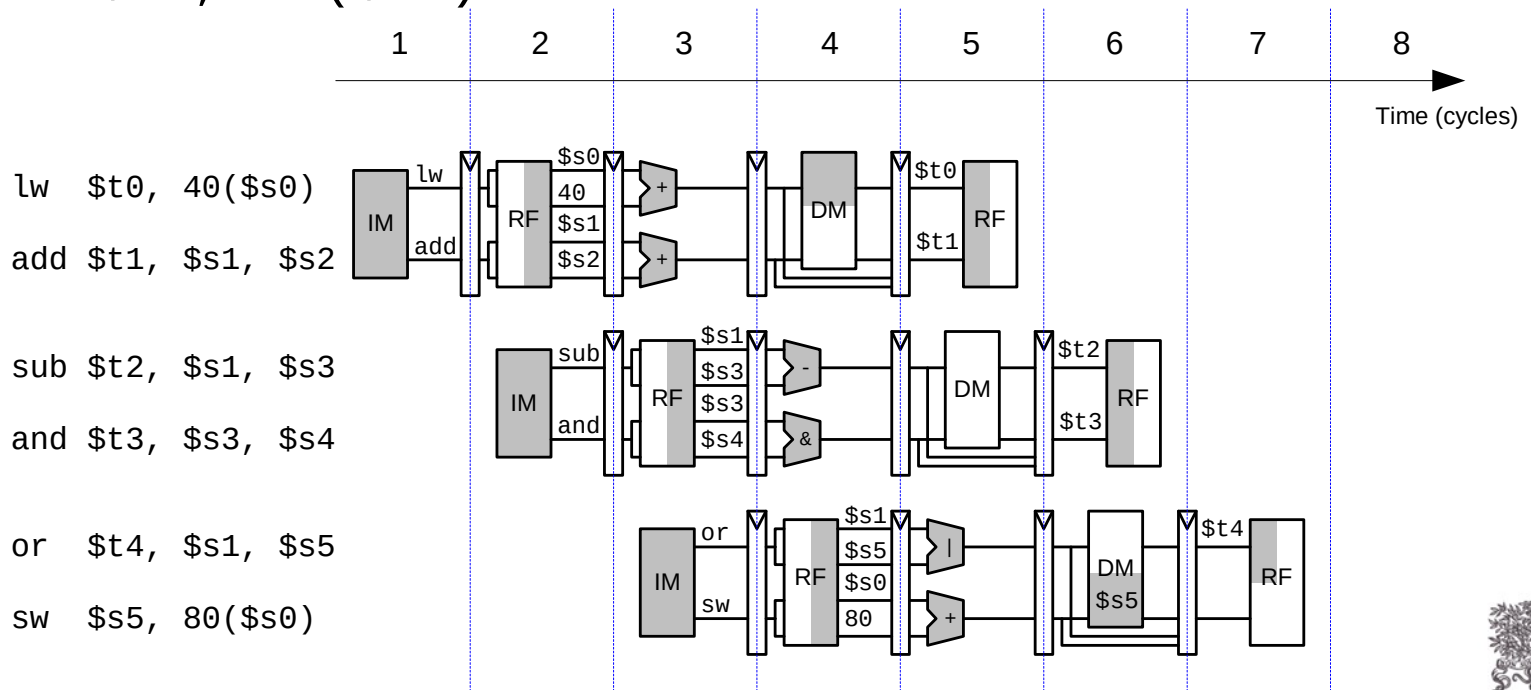 1 2 3 4 5 6 7 8
Time (cycles)
lw $t0, 40($s0)
add $t1, $s1, $s2
IM
lw
add
RF
$s0
40
$s1
$s2
+
+
DM
$t0
$t1
RF
sub $t2, $s1, $s3
and $t3, $s3, $s4
IM
sub
and
RF
$s1
$s3
$s3
$s4
-
&
DM
$t2
$t3
RF
or $t4, $s1, $s5
sw $s5, 80($s0)
IM
or
sw
RF
$s1
$s5
$s0
80
|
+
DM
$s5
$t4
RF